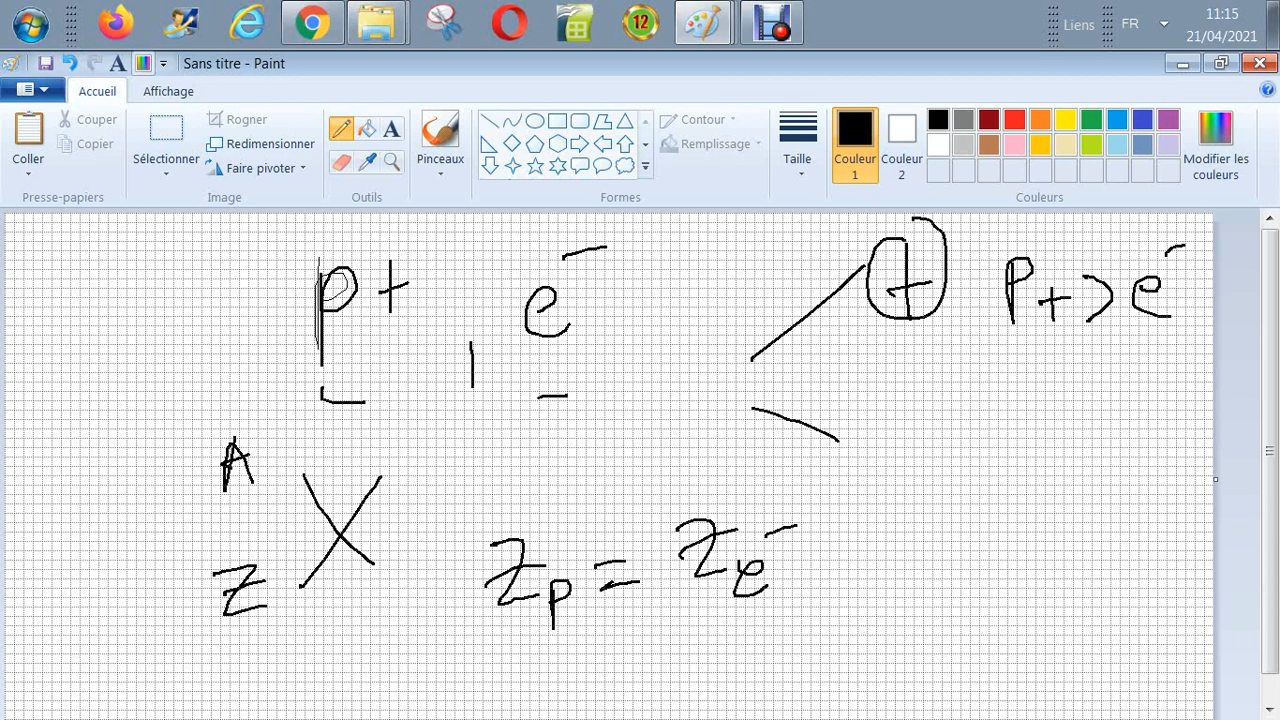 Liens FR 11:15
21/04/2021
Sans titre - Paint
Accueil Affichage
Coller
Couper
Copier
Presse-papiers
Sélectionner
Rogner
Redimensionner
Faire pivoter
Image
Outils
Pinceaux
Formes
Contour
Remplissage
Taille
Couleur 1
Couleur 2
Modifier les couleurs
Couleurs
12
p+ e⁻ + P+ > e⁻
A
X
Z
Zp = Ze⁻